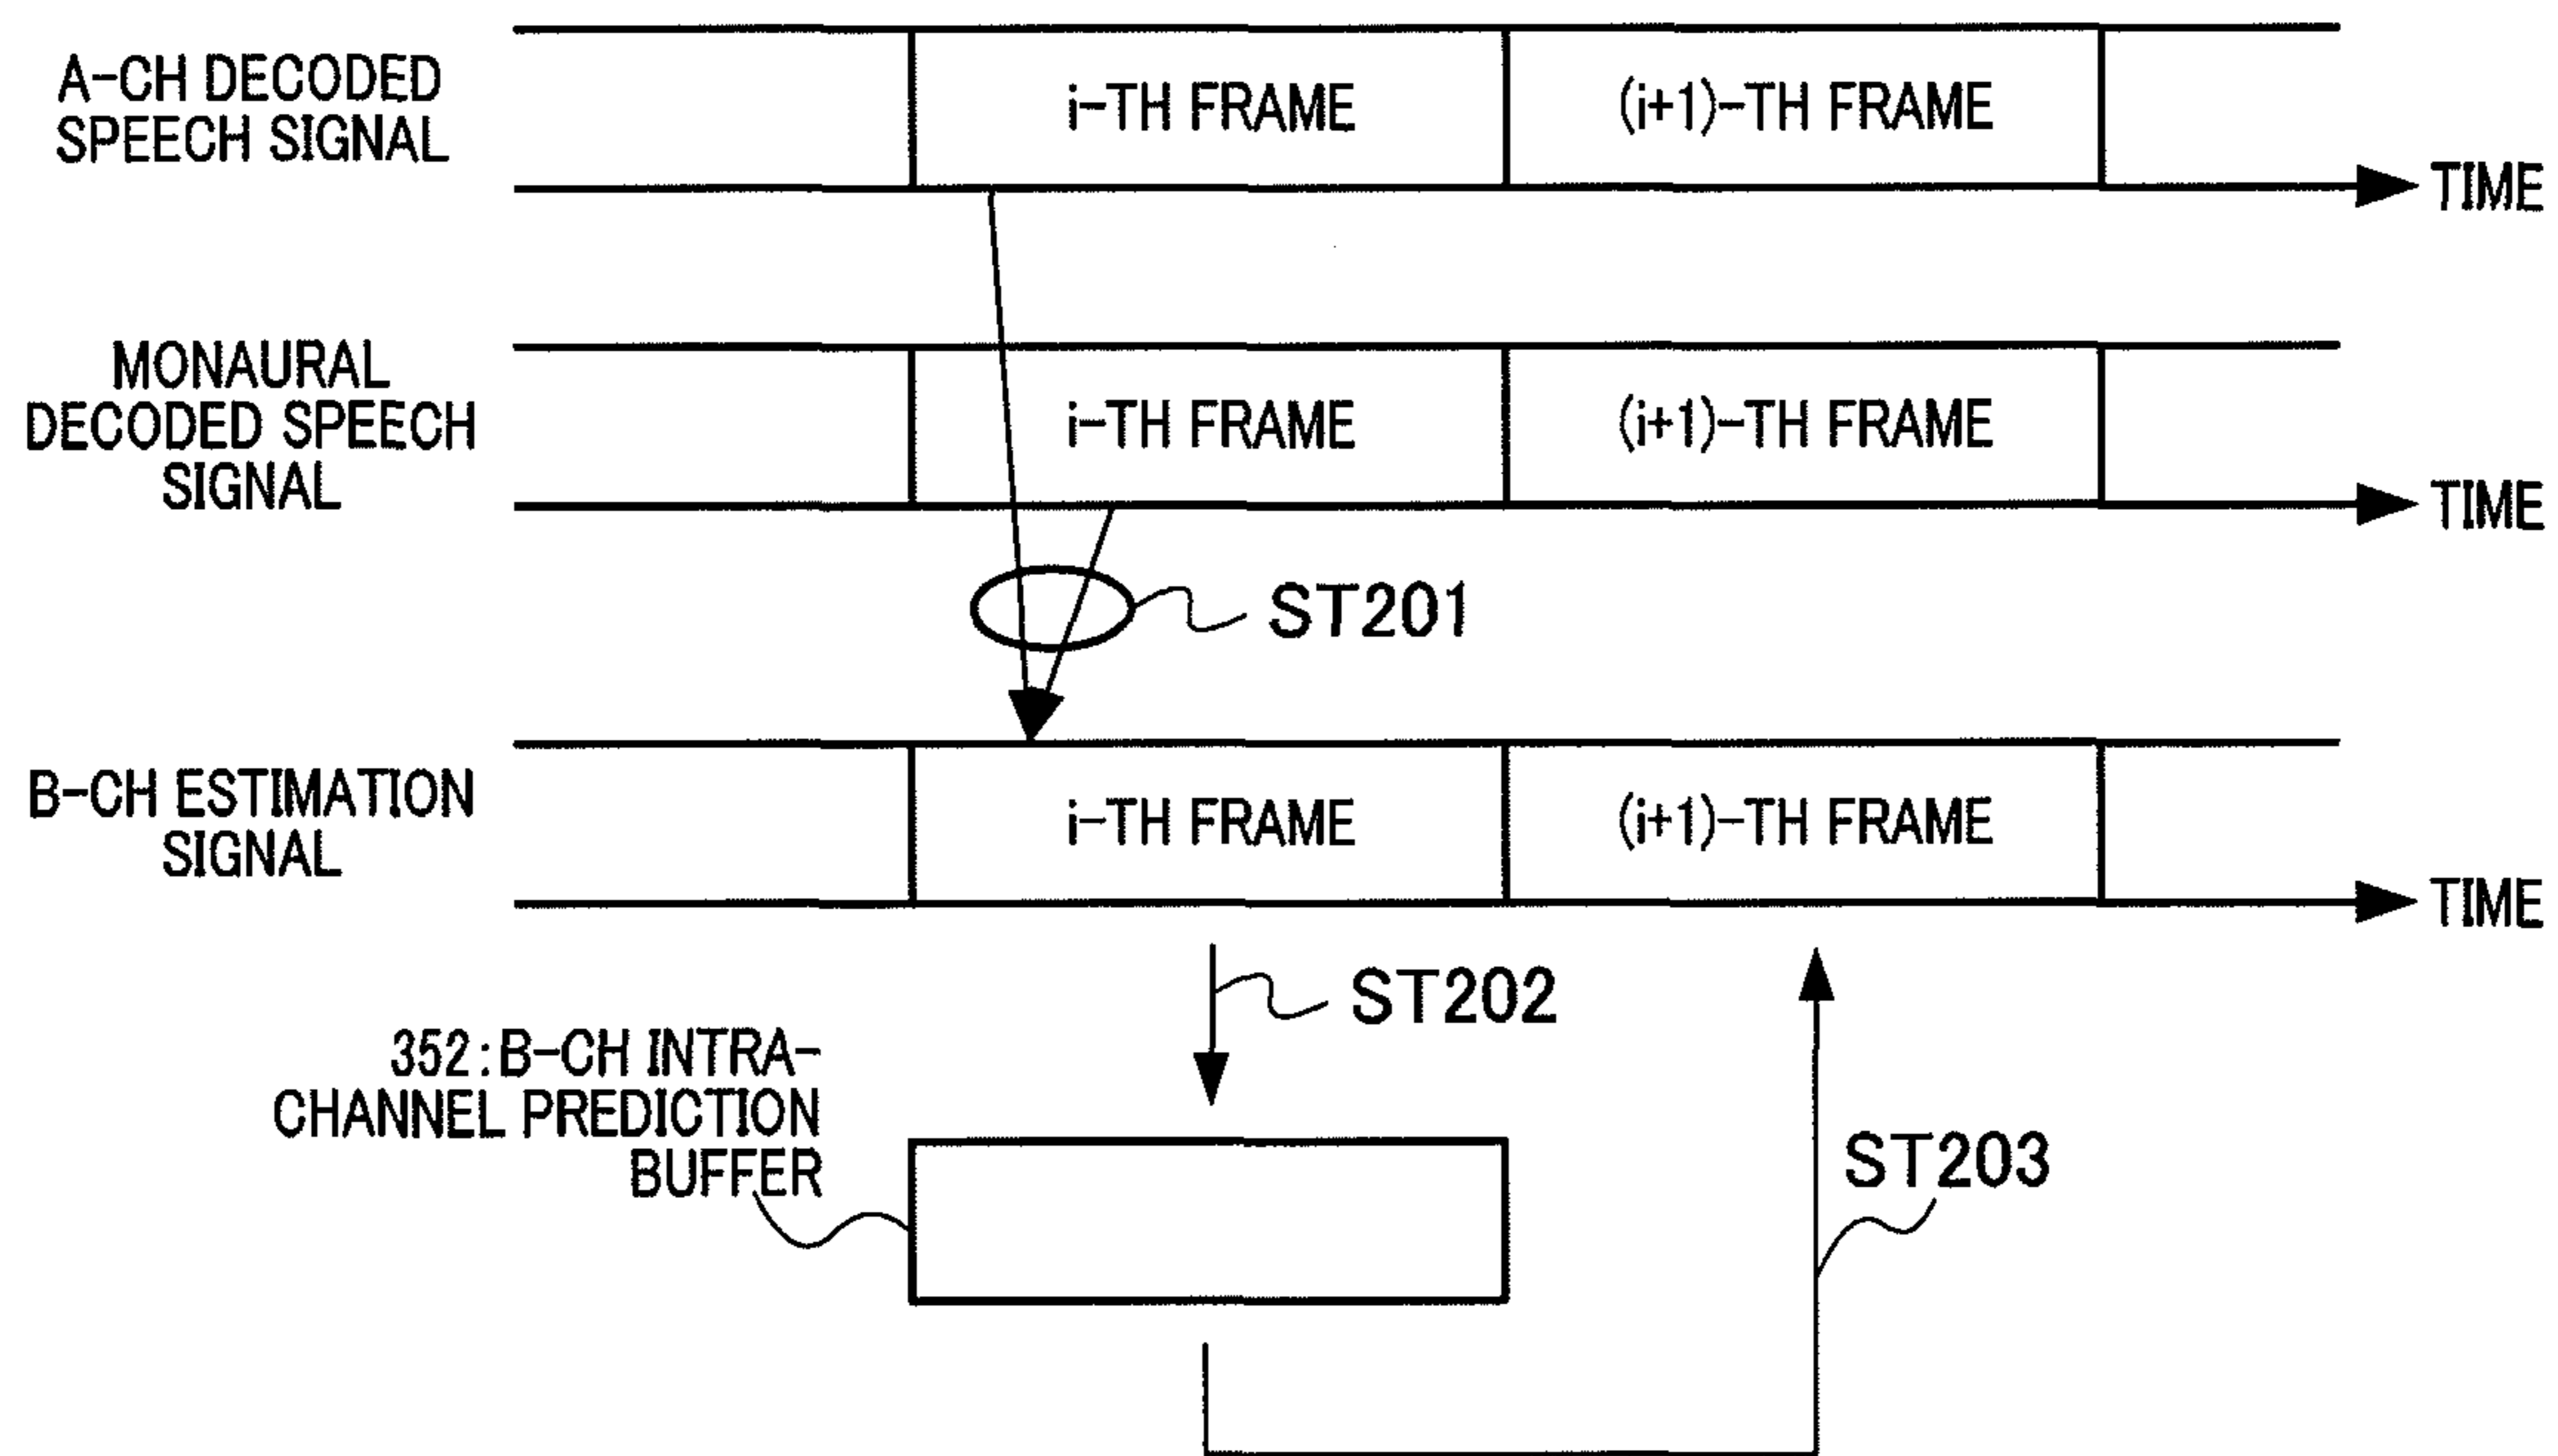 A-CH DECODED
SPEECH SIGNAL
i-TH FRAME
(i+1)-TH FRAME
TIME
MONAURAL
DECODED SPEECH
SIGNAL
i-TH FRAME
(i+1)-TH FRAME
TIME
ST201
B-CH ESTIMATION
SIGNAL
i-TH FRAME
(i+1)-TH FRAME
TIME
ST202
352:B-CH INTRA-
CHANNEL PREDICTION
BUFFER
ST203